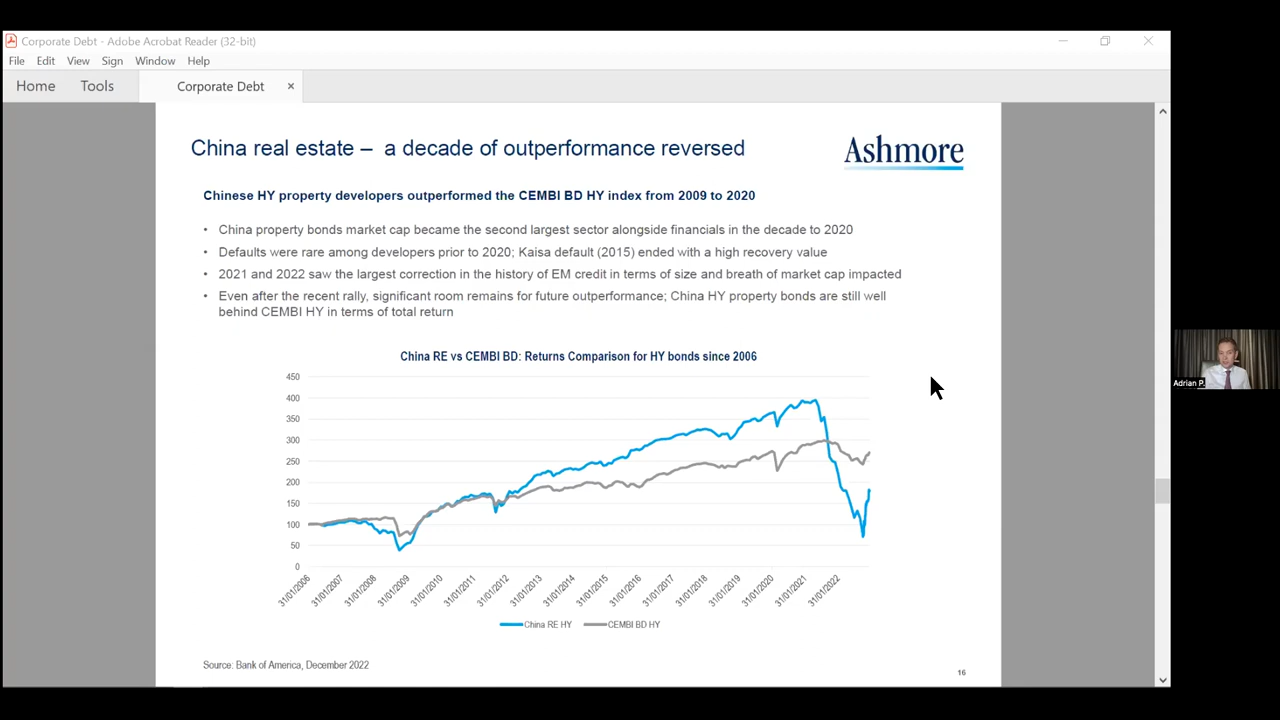 Corporate Debt - Adobe Acrobat Reader (32-bit)
File Edit View Sign Window Help
Home Tools Corporate Debt ×
China real estate – a decade of outperformance reversed
Ashmore
Chinese HY property developers outperformed the CEMBI BD HY index from 2009 to 2020
• China property bonds market cap became the second largest sector alongside financials in the decade to 2020
• Defaults were rare among developers prior to 2020; Kaisa default (2015) ended with a high recovery value
• 2021 and 2022 saw the largest correction in the history of EM credit in terms of size and breath of market cap impacted
• Even after the recent rally, significant room remains for future outperformance; China HY property bonds are still well
behind CEMBI HY in terms of total return
China RE vs CEMBI BD: Returns Comparison for HY bonds since 2006
450
400
350
300
250
200
150
100
50
0
31/01/2006
31/01/2007
31/01/2008
31/01/2009
31/01/2010
31/01/2011
31/01/2012
31/01/2013
31/01/2014
31/01/2015
31/01/2016
31/01/2017
31/01/2018
31/01/2019
31/01/2020
31/01/2021
31/01/2022
China RE HY CEMBI BD HY
Source: Bank of America, December 2022
16
Adrian P.